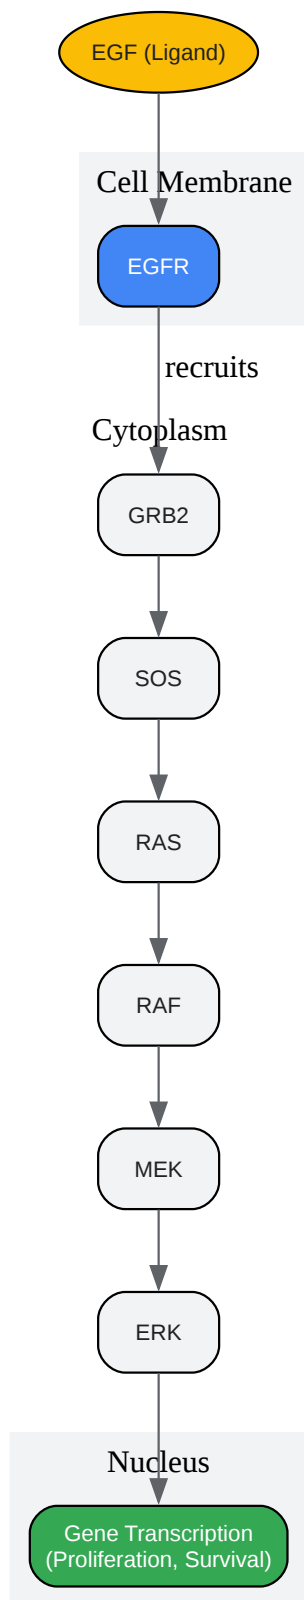 EGF (Ligand)
Cell Membrane
EGFR
recruits
Cytoplasm
GRB2
SOS
RAS
RAF
MEK
ERK
Nucleus
Gene Transcription
(Proliferation, Survival)